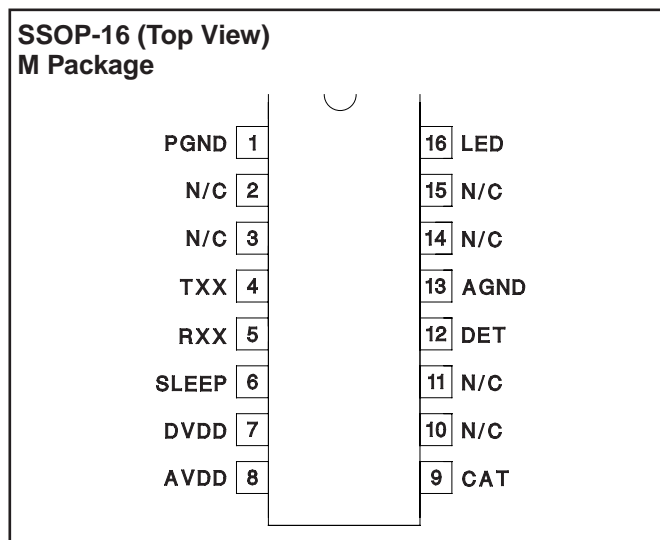 SSOP-16 (Top View)
M Package
PGND 1 16 LED
N/C 2 15 N/C
N/C 3 14 N/C
TXX 4 13 AGND
RXX 5 12 DET
SLEEP 6 11 N/C
DVDD 7 10 N/C
AVDD 8 9 CAT